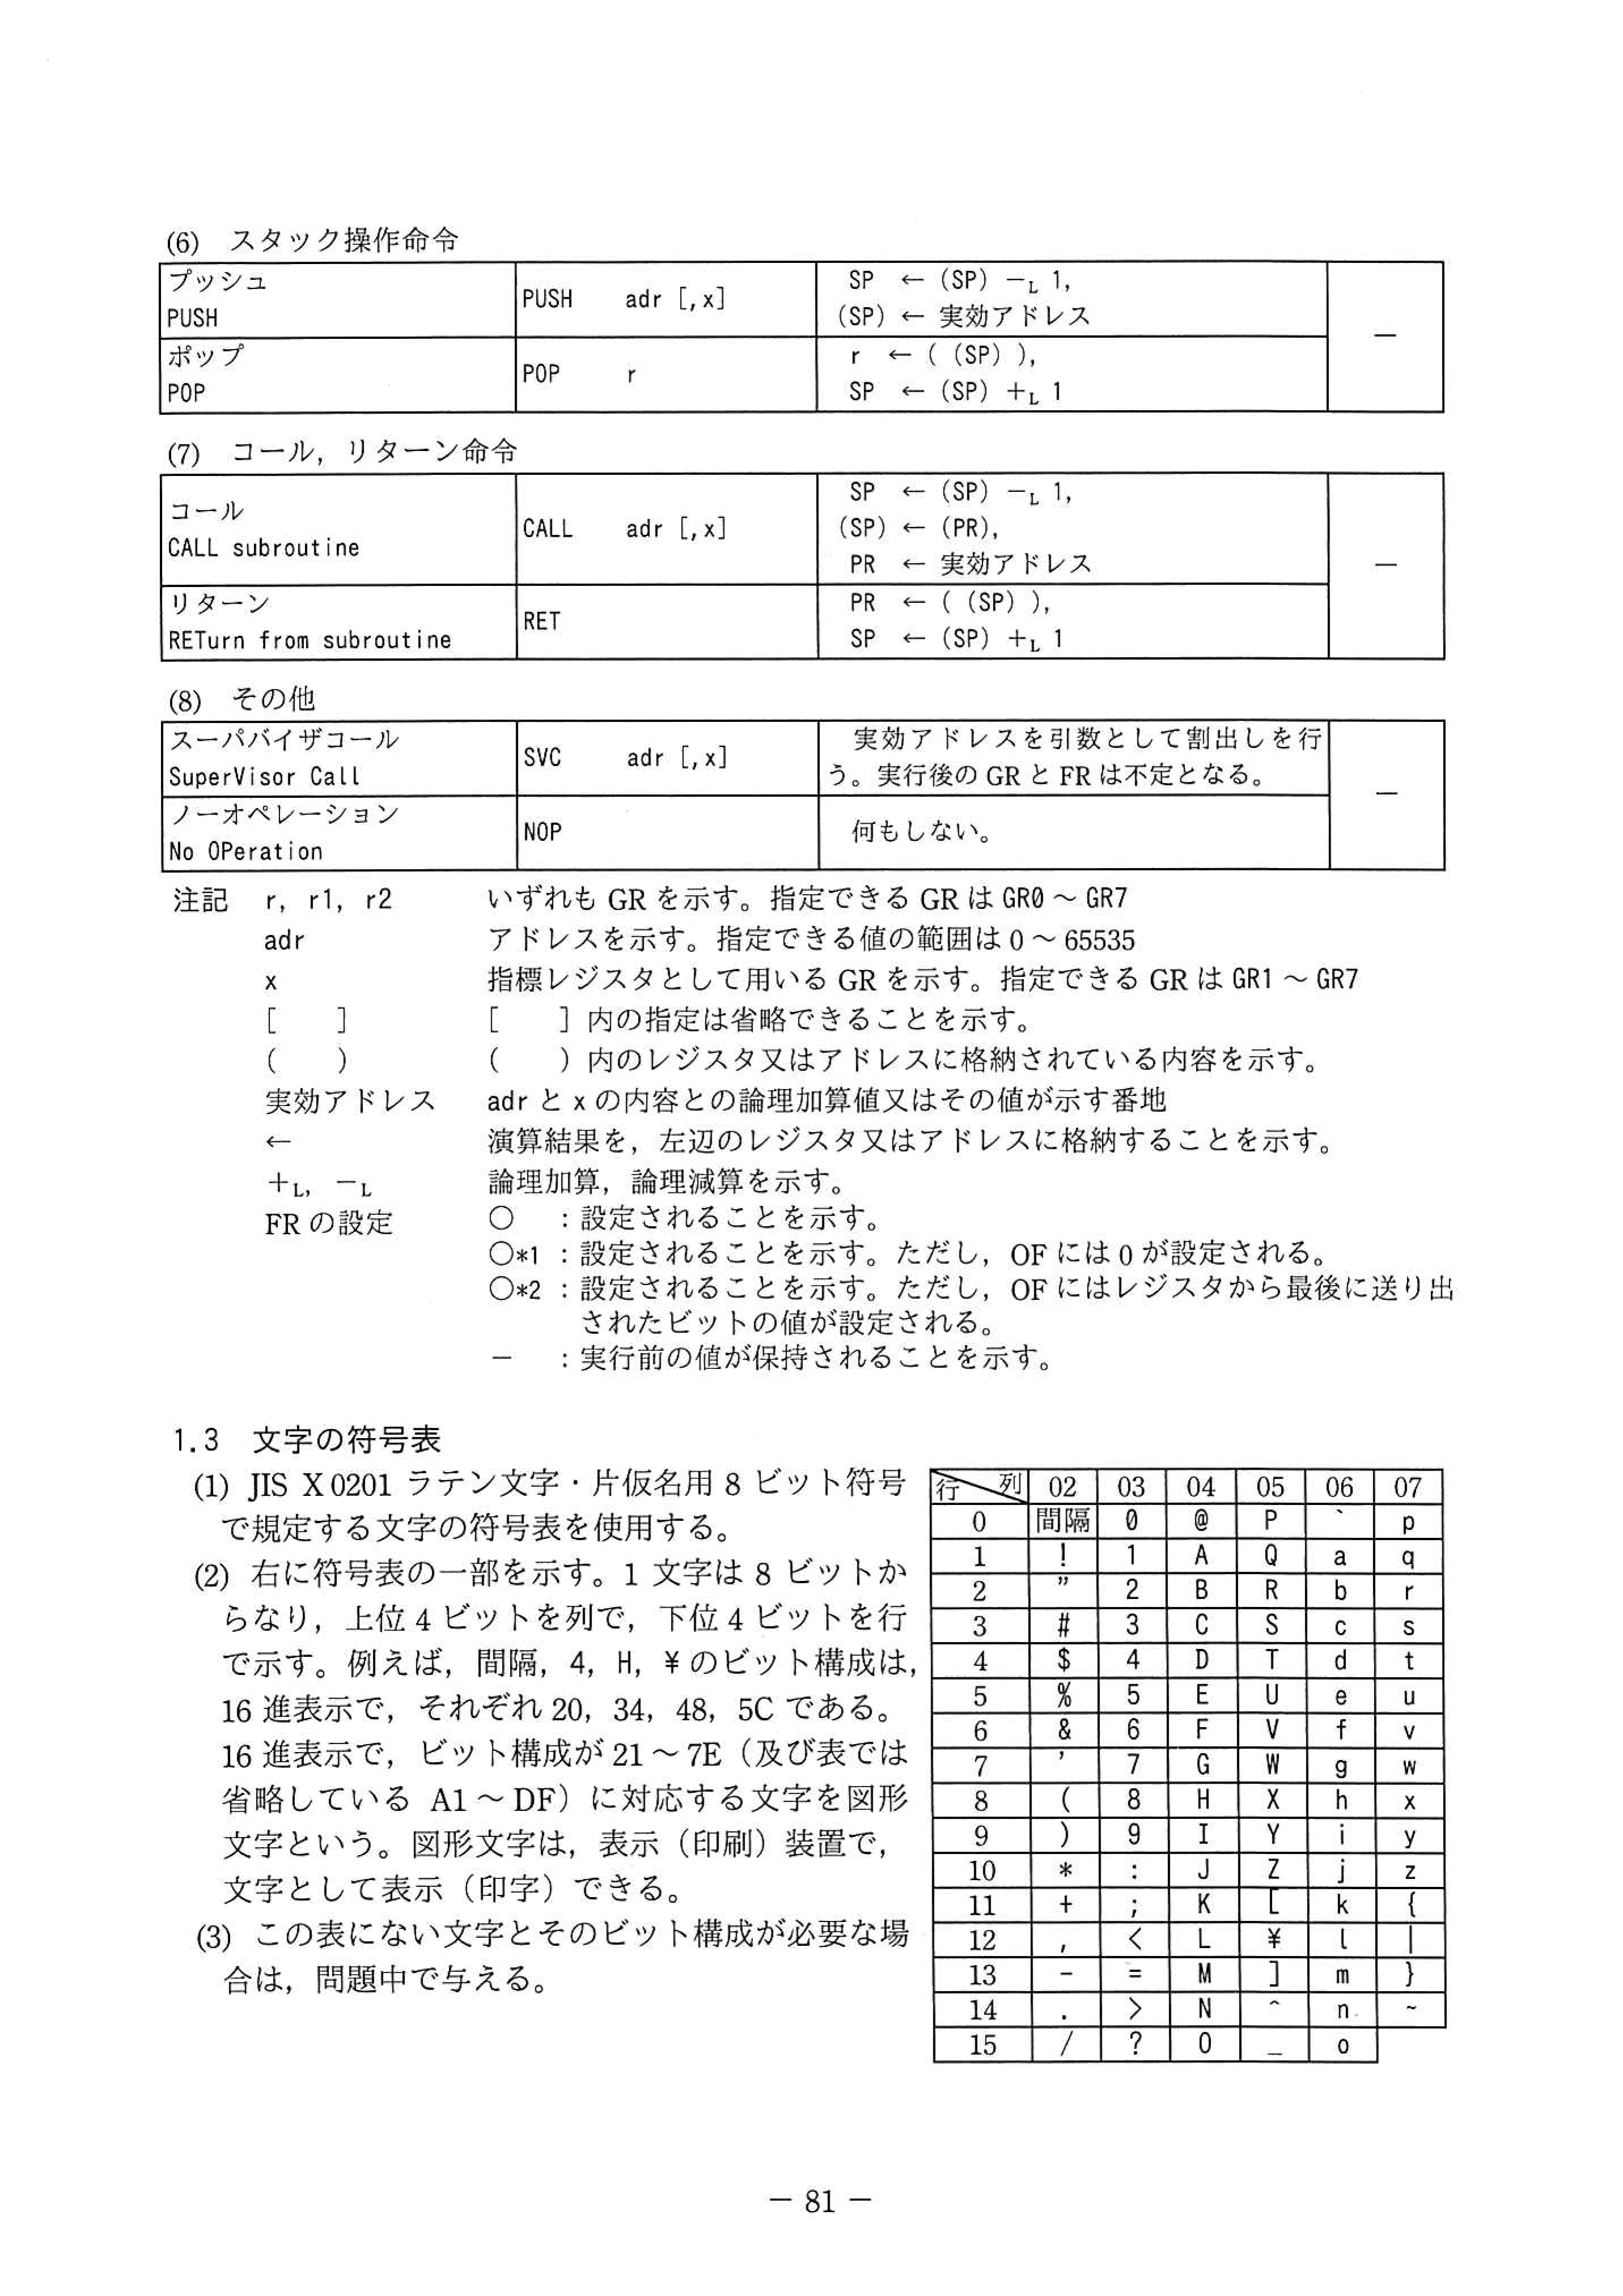 (6) スタック操作命令
プッシュ
PUSH
PUSH adr [,x]
SP ← (SP) −L 1,
(SP) ← 実効アドレス
—
ポップ
POP
POP r
r ← ( (SP) ),
SP ← (SP) +L 1
(7) コール，リターン命令
コール
CALL subroutine
CALL adr [,x]
SP ← (SP) −L 1,
(SP) ← (PR),
PR ← 実効アドレス
—
リターン
RETurn from subroutine
RET
PR ← ( (SP) ),
SP ← (SP) +L 1
(8) その他
スーパバイザコール
SuperVisor Call
SVC adr [,x]
実効アドレスを引数として割出しを行
う。実行後の GR と FR は不定となる。
—
ノーオペレーション
No OPeration
NOP
何もしない。
注記 r, r1, r2 いずれも GR を示す。指定できる GR は GR0 ～ GR7
adr アドレスを示す。指定できる値の範囲は 0 ～ 65535
x 指標レジスタとして用いる GR を示す。指定できる GR は GR1 ～ GR7
[ ] [ ] 内の指定は省略できることを示す。
( ) ( ) 内のレジスタ又はアドレスに格納されている内容を示す。
実効アドレス adr と x の内容との論理加算値又はその値が示す番地
← 演算結果を，左辺のレジスタ又はアドレスに格納することを示す。
+L, −L 論理加算，論理減算を示す。
FR の設定 ○ ：設定されることを示す。
○*1 ：設定されることを示す。ただし，OF には 0 が設定される。
○*2 ：設定されることを示す。ただし，OF にはレジスタから最後に送り出
されたビットの値が設定される。
− ：実行前の値が保持されることを示す。
1.3 文字の符号表
(1) JIS X 0201 ラテン文字・片仮名用 8 ビット符号
で規定する文字の符号表を使用する。
(2) 右に符号表の一部を示す。1 文字は 8 ビットか
らなり，上位 4 ビットを列で，下位 4 ビットを行
で示す。例えば，間隔，4，H，¥ のビット構成は，
16 進表示で，それぞれ 20，34，48，5C である。
16 進表示で，ビット構成が 21 ～ 7E（及び表では
省略している A1 ～ DF）に対応する文字を図形
文字という。図形文字は，表示（印刷）装置で，
文字として表示（印字）できる。
(3) この表にない文字とそのビット構成が必要な場
合は，問題中で与える。
行 列 02 03 04 05 06 07
0 間隔 0 @ P ` p
1 ! 1 A Q a q
2 ” 2 B R b r
3 # 3 C S c s
4 $ 4 D T d t
5 % 5 E U e u
6 & 6 F V f v
7 ’ 7 G W g w
8 ( 8 H X h x
9 ) 9 I Y i y
10 * : J Z j z
11 + ; K [ k {
12 , < L ¥ l |
13 - = M ] m }
14 . > N ^ n ~
15 / ? O _ o
− 81 −